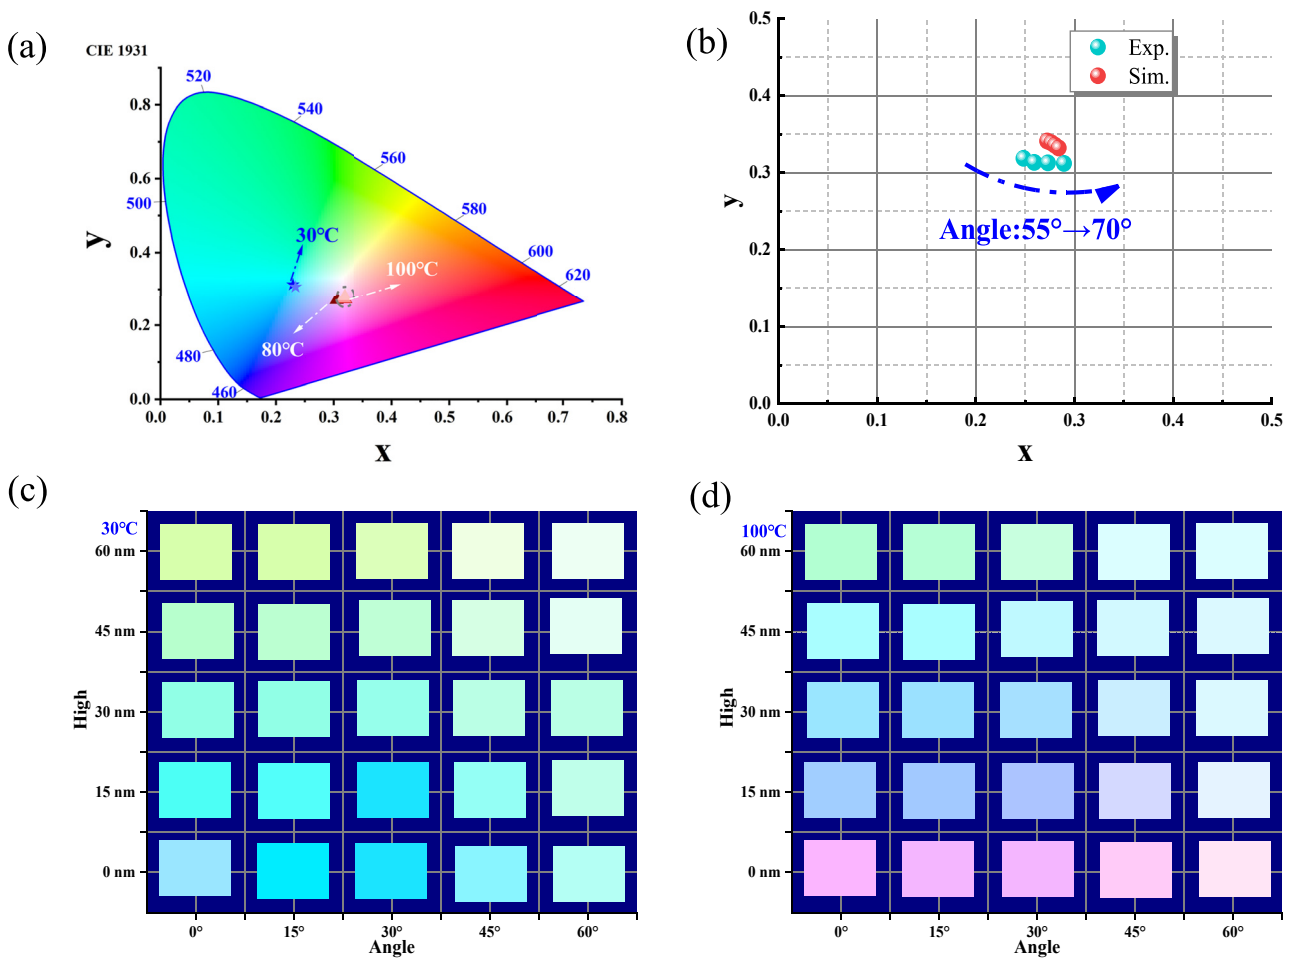 (a)
CIE 1931
520
540
560
580
600
620
500
480
460
30°C
100°C
80°C
0.8
0.6
0.4
0.2
0.0
0.0
0.1
0.2
0.3
0.4
0.5
0.6
0.7
0.8
y
x
(b)
0.5
0.4
0.3
0.2
0.1
0.0
0.0
0.1
0.2
0.3
0.4
0.5
y
x
Exp.
Sim.
Angle:55°→70°
(c)
30°C
60 nm
45 nm
30 nm
15 nm
0 nm
High
0°
15°
30°
45°
60°
Angle
(d)
100°C
60 nm
45 nm
30 nm
15 nm
0 nm
High
0°
15°
30°
45°
60°
Angle